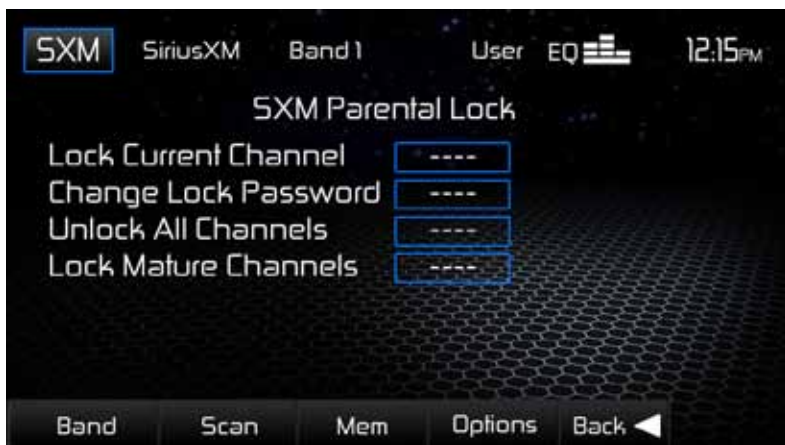 SXM SiriusXM Band 1 User EQ 12:15PM
SXM Parental Lock
Lock Current Channel ----
Change Lock Password ----
Unlock All Channels ----
Lock Mature Channels ----
Band Scan Mem Options Back